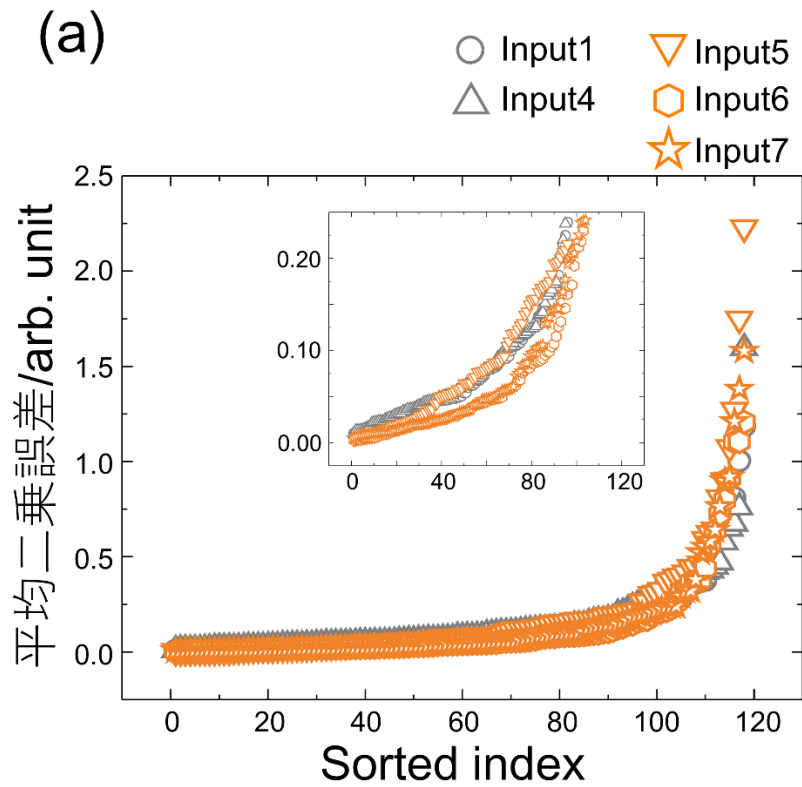 (a)
Input1
Input4
Input5
Input6
Input7
平均二乗誤差/arb. unit
2.5
2.0
1.5
1.0
0.5
0.0
0.20
0.10
0.00
0 40 80 120
0 20 40 60 80 100 120
Sorted index